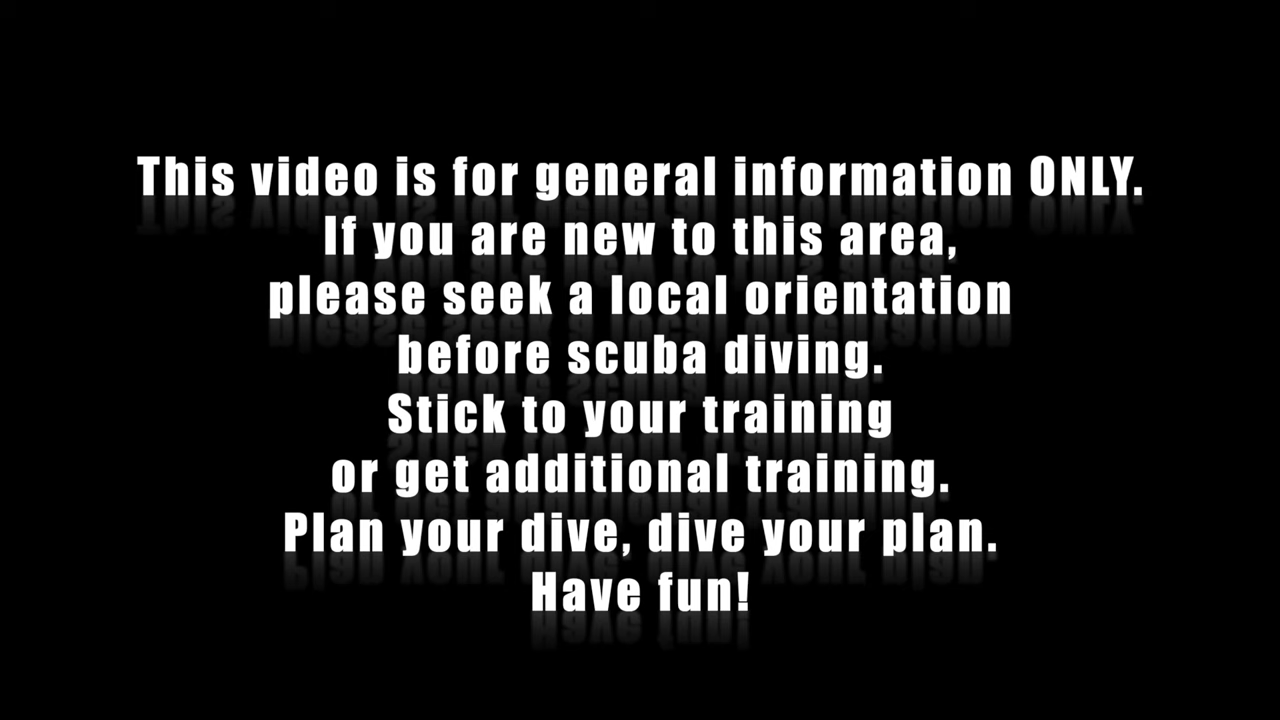 This video is for general information ONLY.
If you are new to this area,
please seek a local orientation
before scuba diving.
Stick to your training
or get additional training.
Plan your dive, dive your plan.
Have fun!